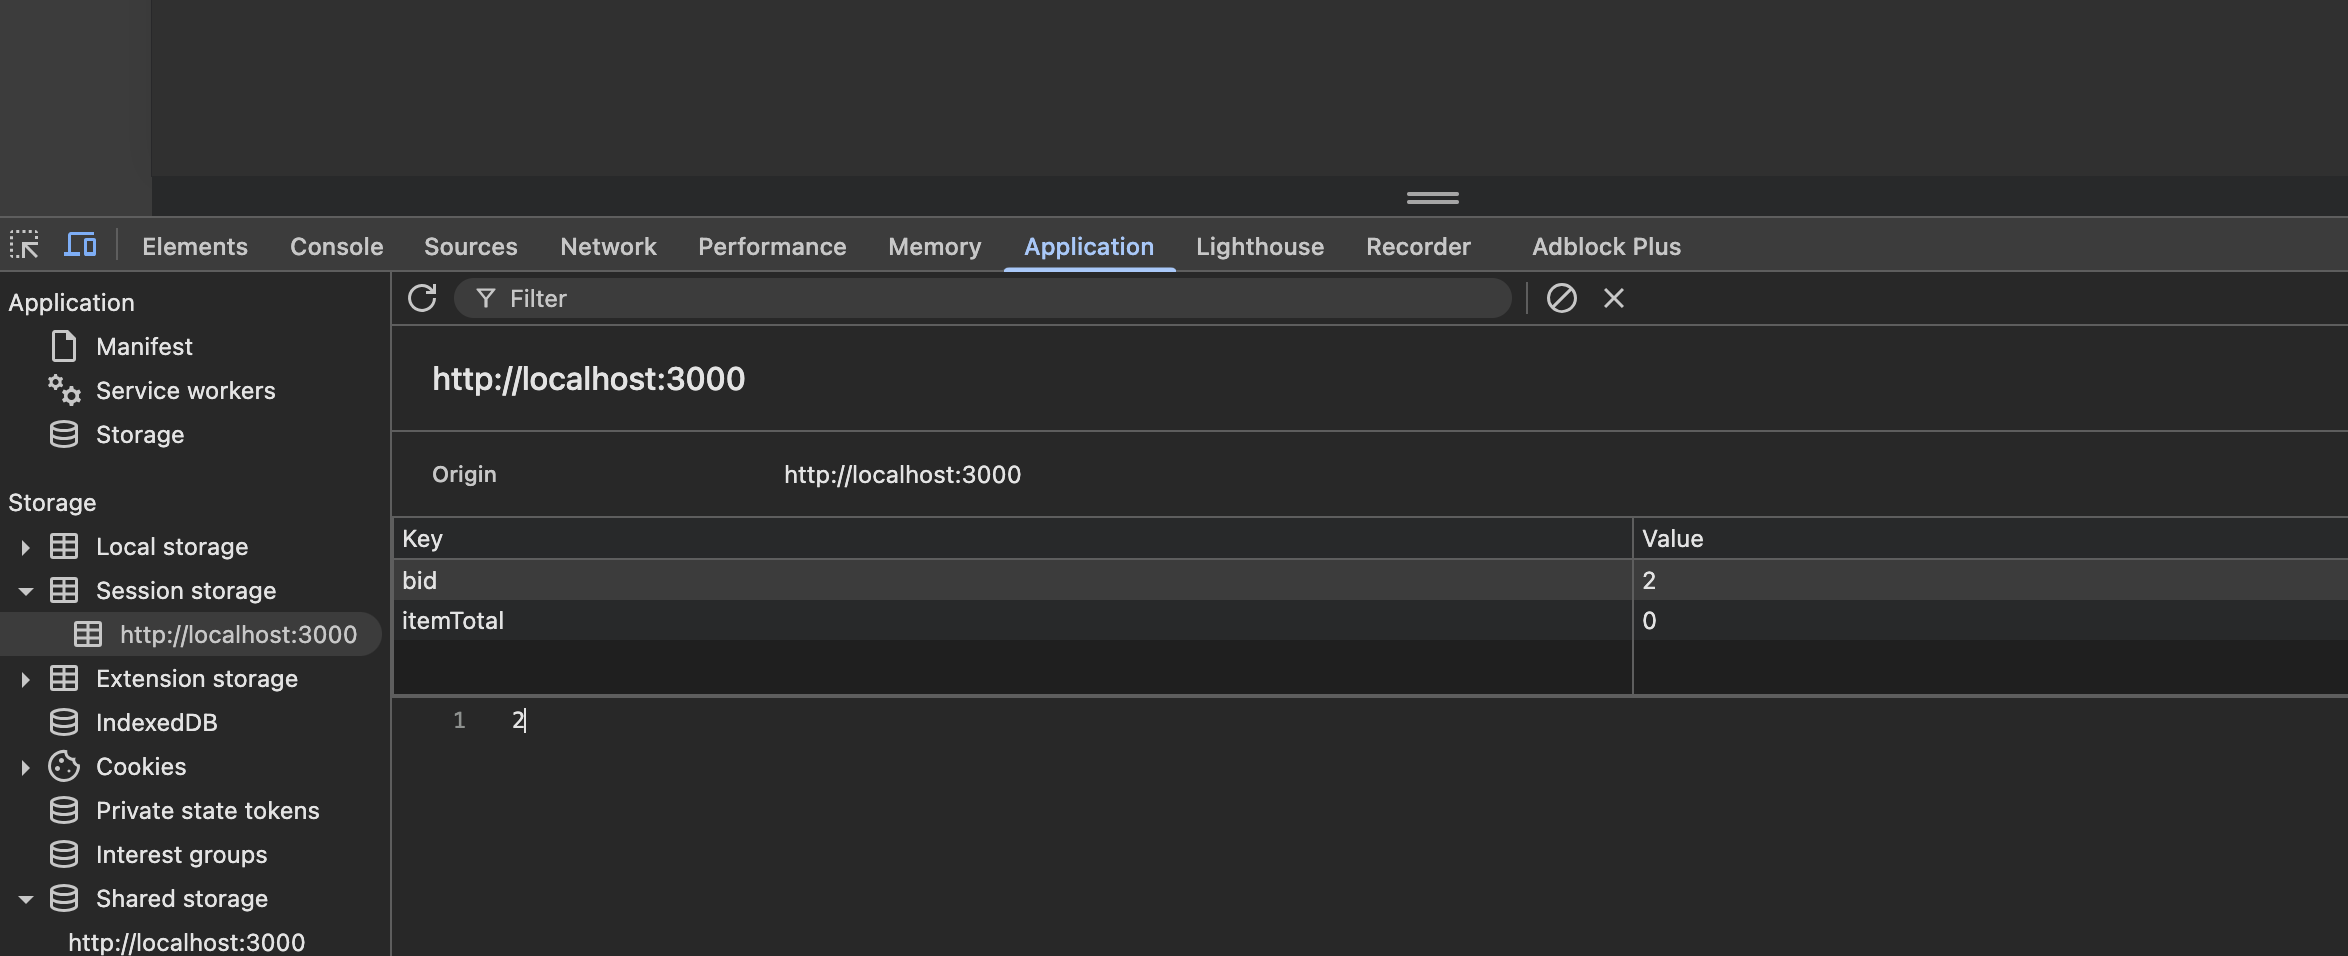 Elements Console Sources Network Performance Memory Application Lighthouse Recorder Adblock Plus
Application
Manifest
Service workers
Storage
Storage
Local storage
Session storage
http://localhost:3000
Extension storage
IndexedDB
Cookies
Private state tokens
Interest groups
Shared storage
http://localhost:3000
Filter
http://localhost:3000
Origin http://localhost:3000
Key Value
bid 2
itemTotal 0
1 2